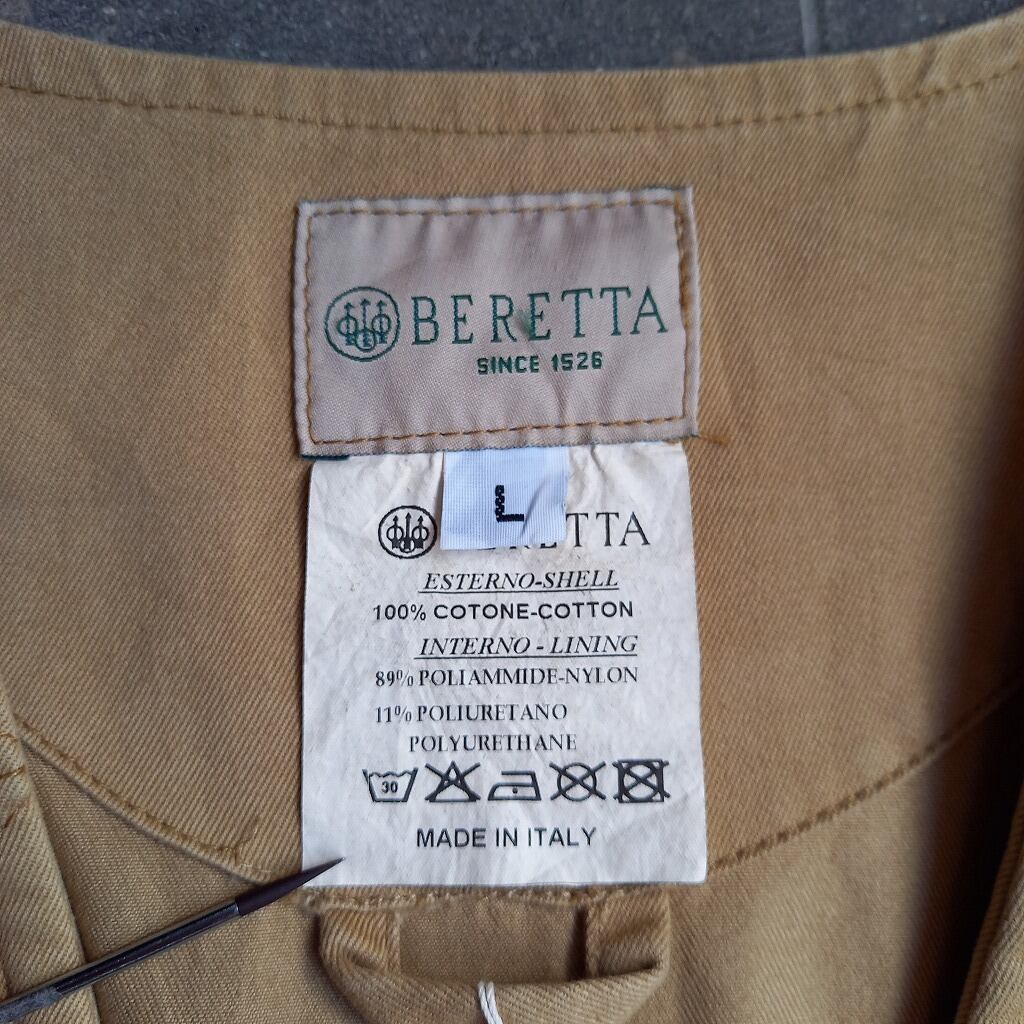 BERETTA
SINCE 1526
L
ESTERNO-SHELL
100% COTONE-COTTON
INTERNO - LINING
89% POLIAMMIDE-NYLON
11% POLIURETANO
POLYURETHANE
30
MADE IN ITALY